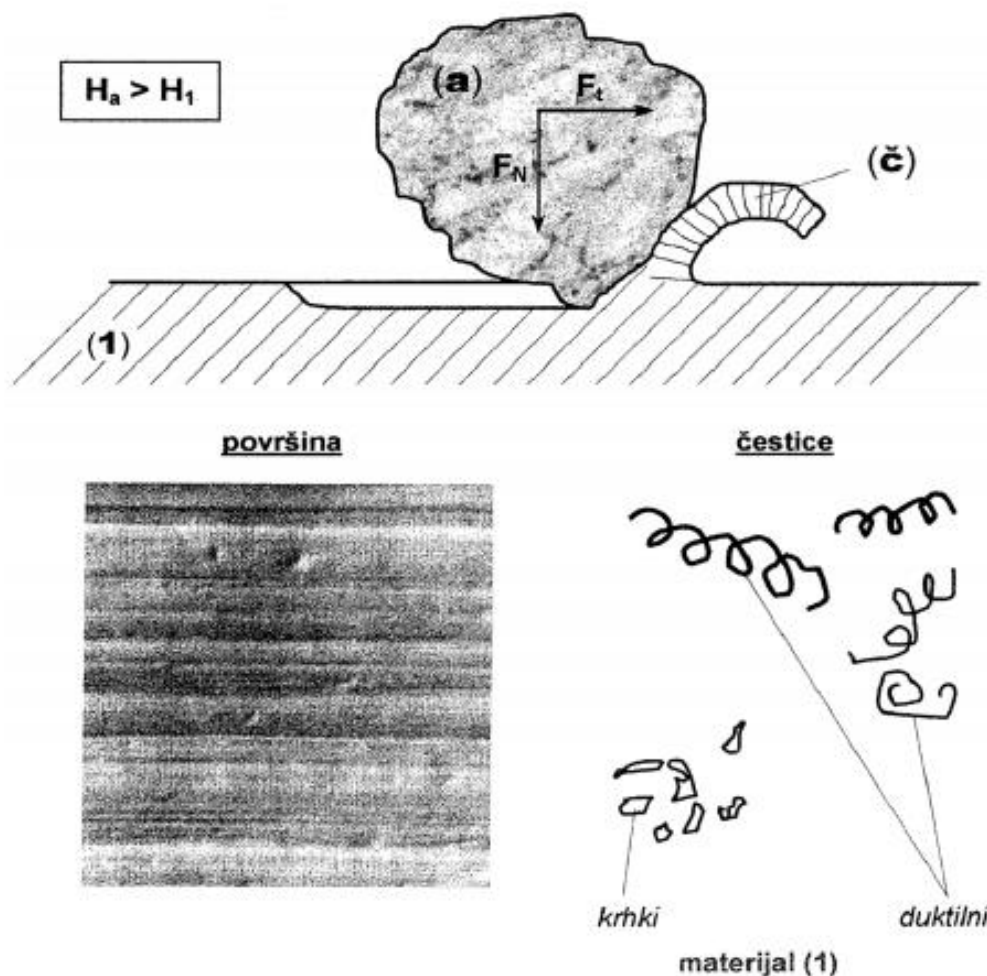 Hₐ > H₁
(a)
Fₜ
F_N
(č)
(1)
površina
čestice
krhki
duktilni
materijal (1)